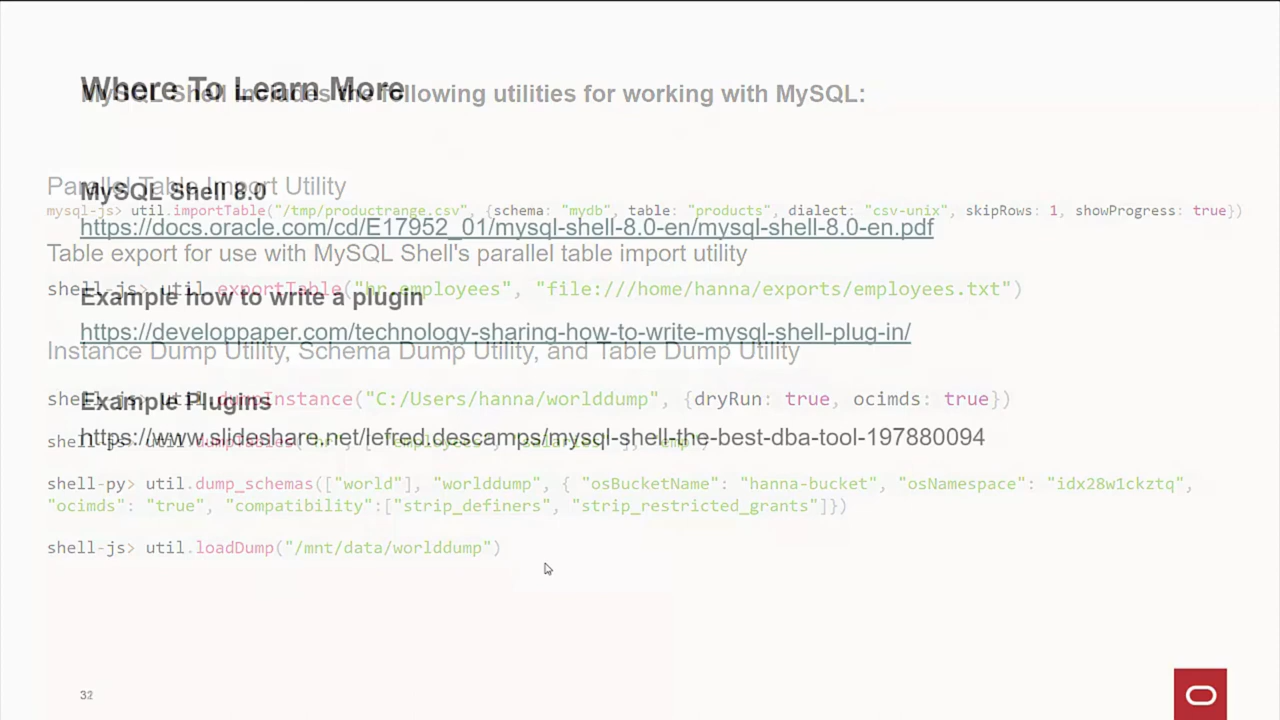 Where To Learn More
MySQL Shell includes the following utilities for working with MySQL:
Parallel Table Import Utility
MySQL Shell 8.0
mysql-js> util.importTable("/tmp/productrange.csv", {schema: "mydb", table: "products", dialect: "csv-unix", skipRows: 1, showProgress: true})
https://docs.oracle.com/cd/E17952_01/mysql-shell-8.0-en/mysql-shell-8.0-en.pdf
Table export for use with MySQL Shell's parallel table import utility
shell-js> util.exportTable("hr.employees", "file:///home/hanna/exports/employees.txt")
Example how to write a plugin
https://developpaper.com/technology-sharing-how-to-write-mysql-shell-plug-in/
Instance Dump Utility, Schema Dump Utility, and Table Dump Utility
shell-js> util.dumpInstance("C:/Users/hanna/worlddump", {dryRun: true, ocimds: true})
Example Plugins
https://www.slideshare.net/lefred.descamps/mysql-shell-the-best-dba-tool-197880094
shell-js> util.dumpTables("hr", ["employees", "salaries"], "emp")
shell-py> util.dump_schemas(["world"], "worlddump", { "osBucketName": "hanna-bucket", "osNamespace": "idx28w1ckztq",
"ocimds": "true", "compatibility":["strip_definers", "strip_restricted_grants"]})
shell-js> util.loadDump("/mnt/data/worlddump")
32